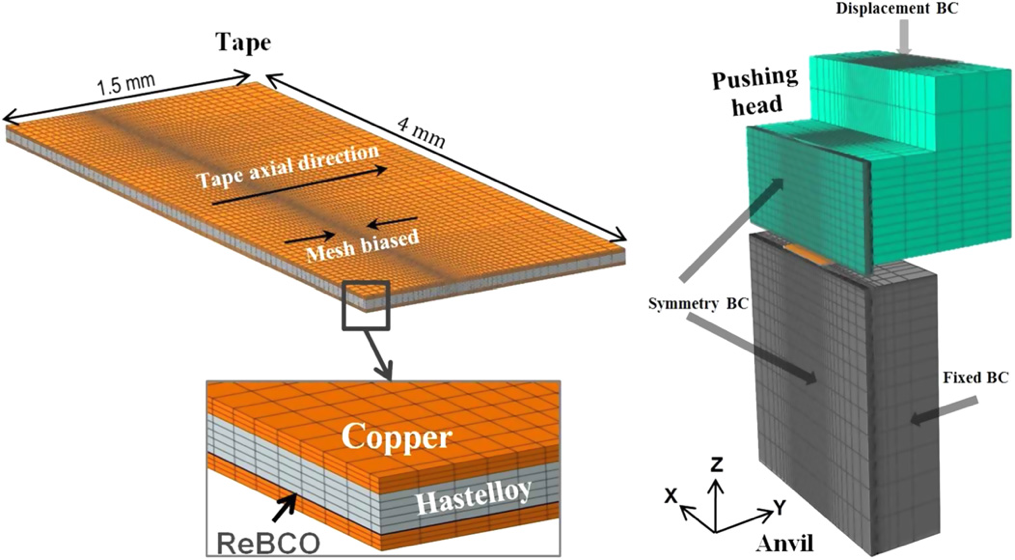 Tape
1.5 mm
4 mm
Tape axial direction
Mesh biased
Copper
Hastelloy
ReBCO
Displacement BC
Pushing
head
Symmetry BC
Fixed BC
Z
X
Y
Anvil